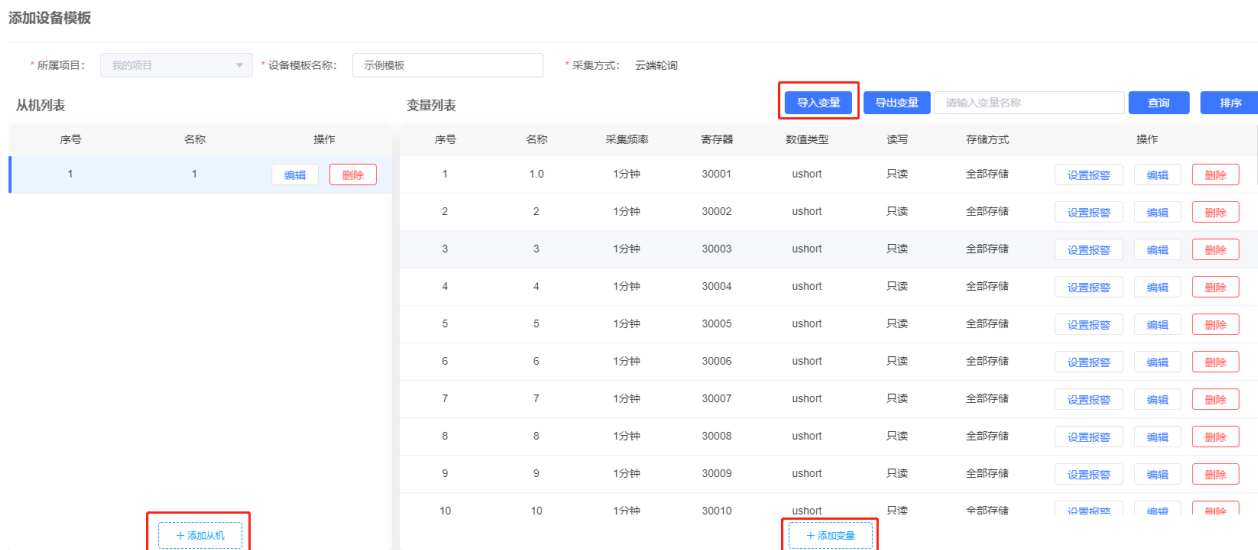 添加设备模板
* 所属项目： 我的项目 * 设备模板名称： 示例模板 * 采集方式： 云端轮询
从机列表 变量列表 导入变量 导出变量 请输入变量名称 查询 排序
序号 名称 操作 序号 名称 采集频率 寄存器 数值类型 读写 存储方式 操作
1 1 编辑 删除 1 1.0 1分钟 30001 ushort 只读 全部存储 设置报警 编辑 删除
2 2 1分钟 30002 ushort 只读 全部存储 设置报警 编辑 删除
3 3 1分钟 30003 ushort 只读 全部存储 设置报警 编辑 删除
4 4 1分钟 30004 ushort 只读 全部存储 设置报警 编辑 删除
5 5 1分钟 30005 ushort 只读 全部存储 设置报警 编辑 删除
6 6 1分钟 30006 ushort 只读 全部存储 设置报警 编辑 删除
7 7 1分钟 30007 ushort 只读 全部存储 设置报警 编辑 删除
8 8 1分钟 30008 ushort 只读 全部存储 设置报警 编辑 删除
9 9 1分钟 30009 ushort 只读 全部存储 设置报警 编辑 删除
10 10 1分钟 30010 ushort 只读 全部存储 设置报警 编辑 删除
+ 添加从机 + 添加变量